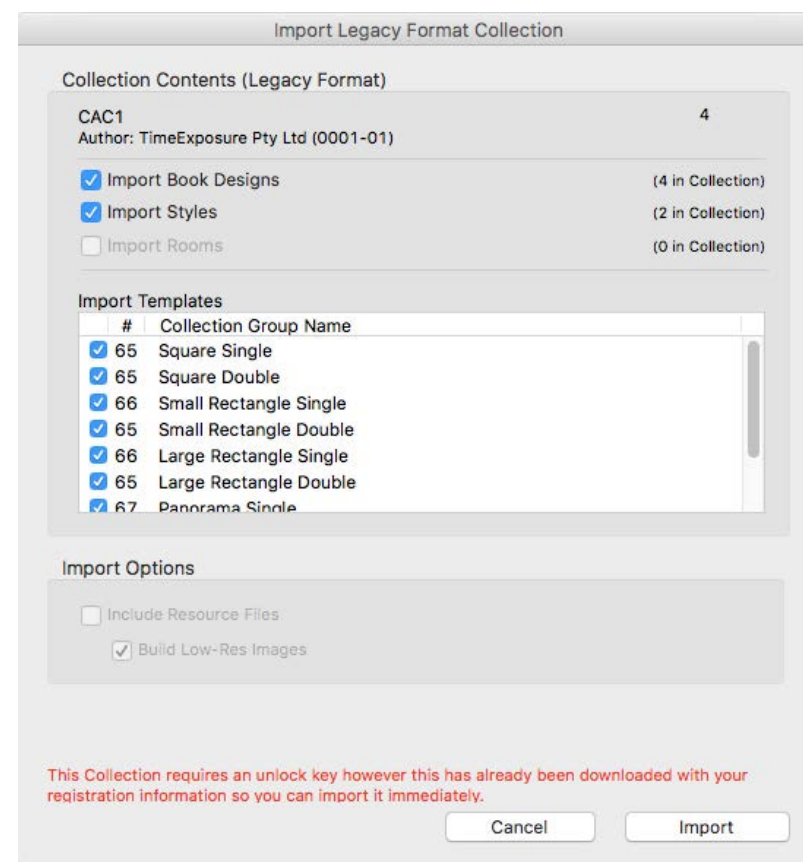 Import Legacy Format Collection
Collection Contents (Legacy Format)
CAC1 4
Author: TimeExposure Pty Ltd (0001-01)
Import Book Designs (4 in Collection)
Import Styles (2 in Collection)
Import Rooms (0 in Collection)
Import Templates
# Collection Group Name
65 Square Single
65 Square Double
66 Small Rectangle Single
65 Small Rectangle Double
66 Large Rectangle Single
65 Large Rectangle Double
67 Panorama Single
Import Options
Include Resource Files
Build Low-Res Images
This Collection requires an unlock key however this has already been downloaded with your
registration information so you can import it immediately.
Cancel Import